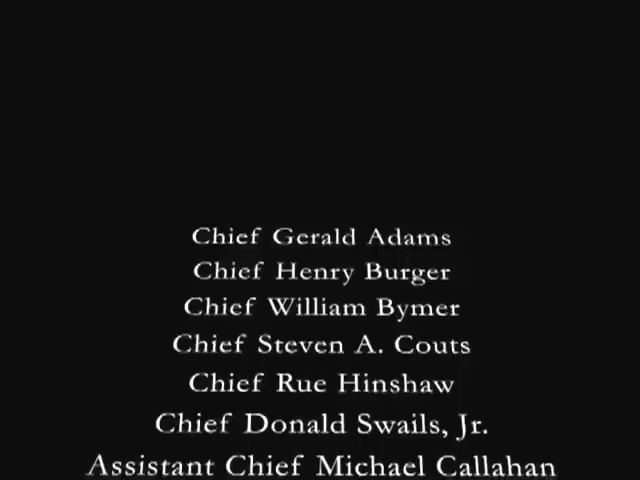 Chief Gerald Adams
Chief Henry Burger
Chief William Bymer
Chief Steven A. Couts
Chief Rue Hinshaw
Chief Donald Swails, Jr.
Assistant Chief Michael Callahan